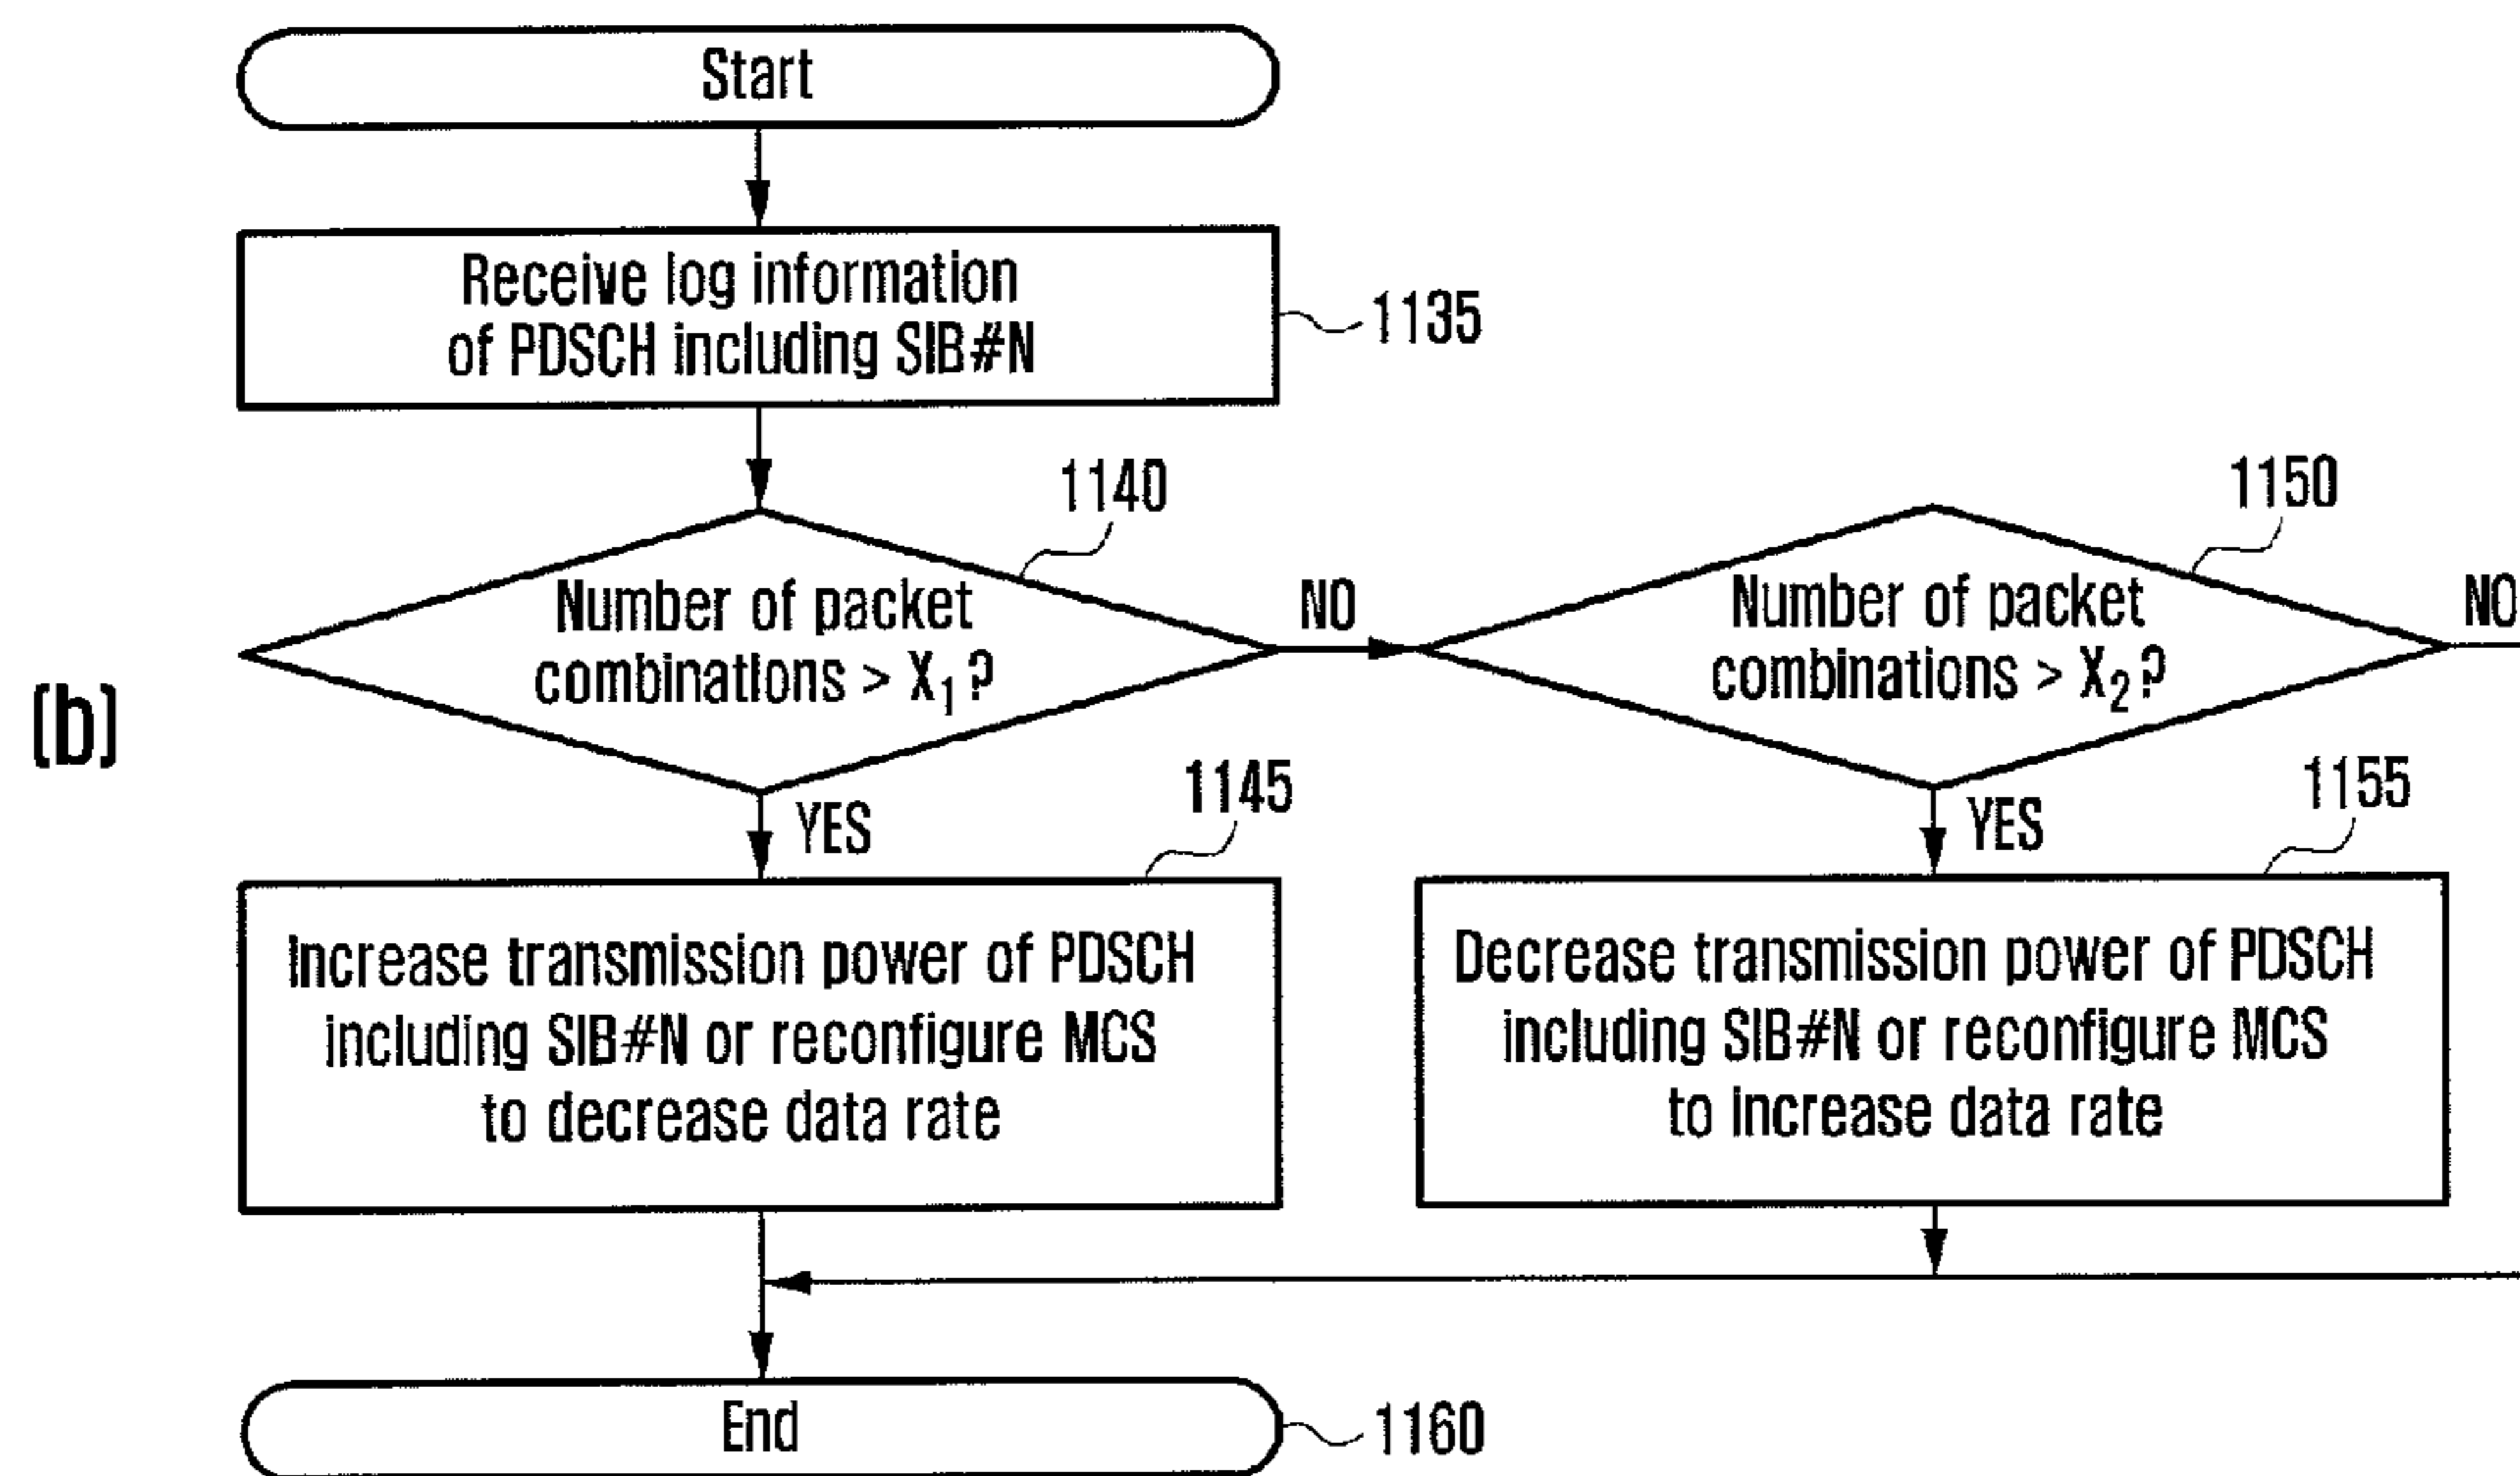 Start
Receive log information
of PDSCH including SIB#N
1135
1140
Number of packet
combinations > X1?
NO
1150
Number of packet
combinations > X2?
NO
(b)
YES
1145
Increase transmission power of PDSCH
including SIB#N or reconfigure MCS
to decrease data rate
YES
1155
Decrease transmission power of PDSCH
including SIB#N or reconfigure MCS
to increase data rate
End
1160